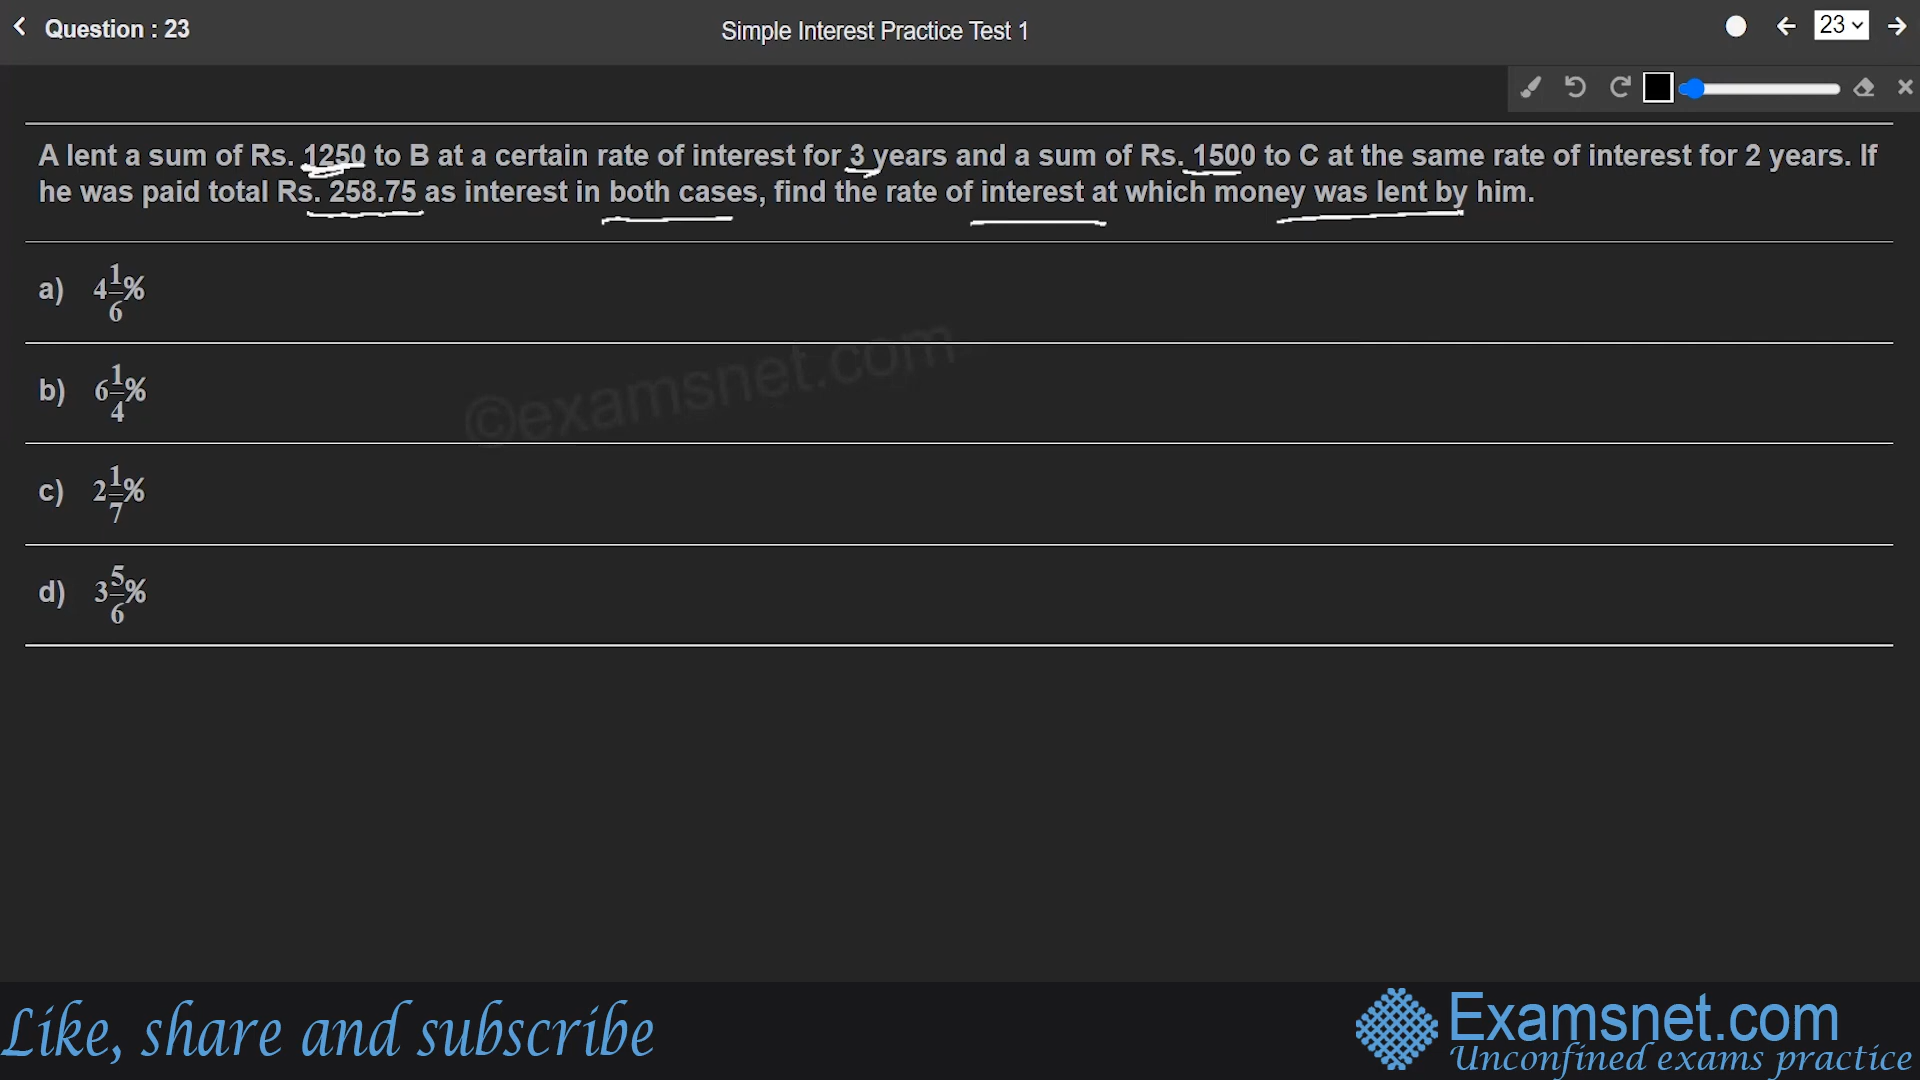 Question : 23
Simple Interest Practice Test 1
23
A lent a sum of Rs. 1250 to B at a certain rate of interest for 3 years and a sum of Rs. 1500 to C at the same rate of interest for 2 years. If
he was paid total Rs. 258.75 as interest in both cases, find the rate of interest at which money was lent by him.
a) 4 1/6 %
b) 6 1/4 %
©examsnet.com
c) 2 1/7 %
d) 3 5/6 %
Like, share and subscribe
Examsnet.com
Unconfined exams practice